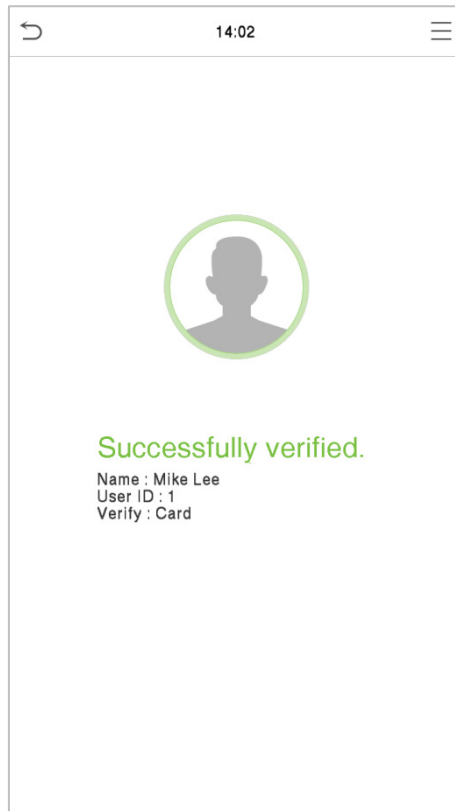 14:02
Successfully verified.
Name : Mike Lee
User ID : 1
Verify : Card